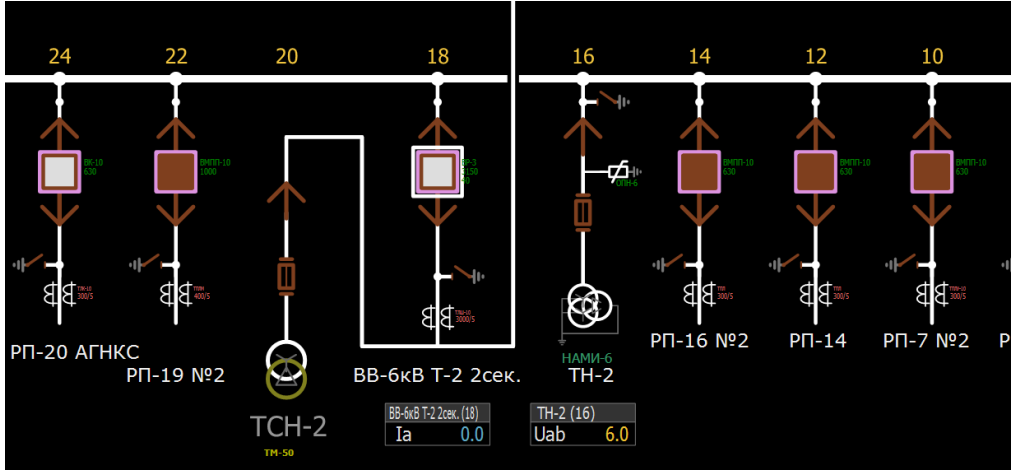 24 22 20 18 16 14 12 10
ВК-10
630
ВМПП-10
1000
ВР-3
ОПН-6
ВМПП-10
630
ВМПП-10
630
ВМПП-10
630
300/5
400/5
3000/5
300/5
300/5
300/5
РП-20 АГНКС
РП-19 №2
ВВ-6кВ Т-2 2сек.
НАМИ-6
ТН-2
РП-16 №2
РП-14
РП-7 №2
Р
ТСН-2
ТМ-50
ВВ-6кВ Т-2 2сек. (18)
Ia 0.0
ТН-2 (16)
Uab 6.0